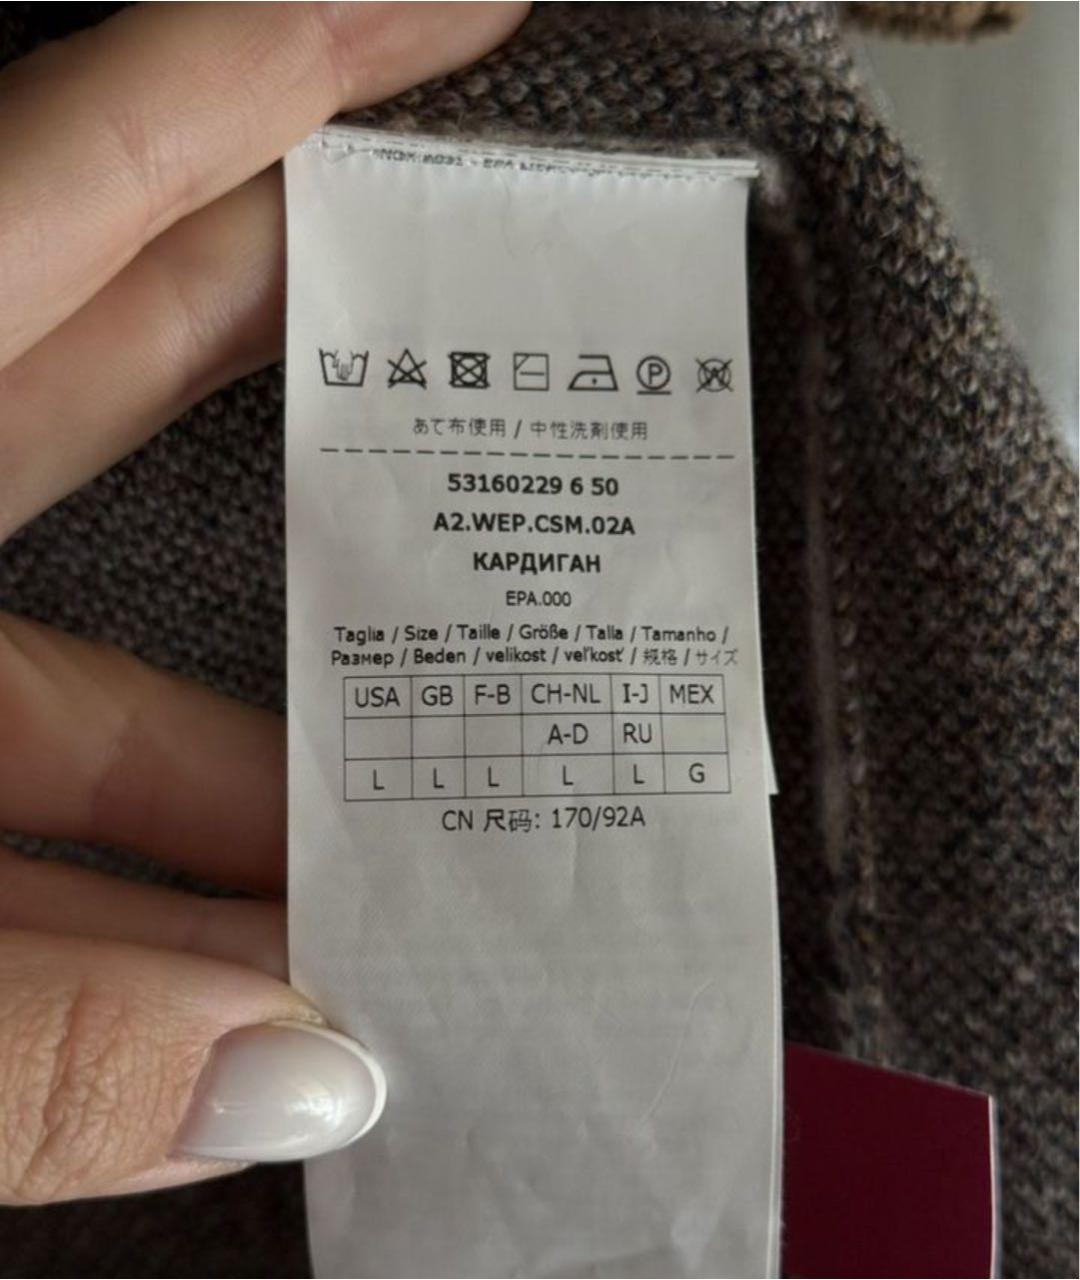 P W
あて布使用 / 中性洗剤使用
53160229 6 50
A2.WEP.CSM.02A
КАРДИГАН
EPA.000
Taglia / Size / Taille / Größe / Talla / Tamanho /
Размер / Beden / velikost / veľkosť / 规格 / サイズ
USA GB F-B CH-NL I-J MEX
A-D RU
L L L L L G
CN 尺码: 170/92A